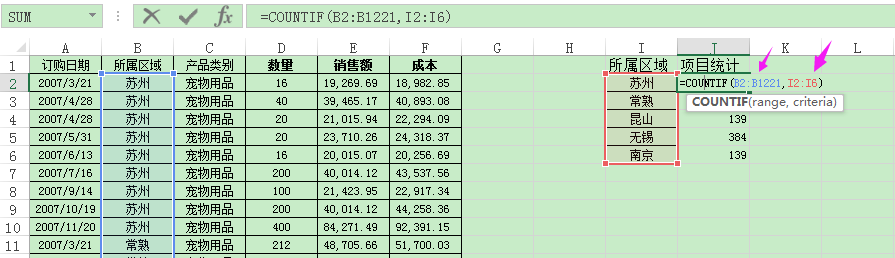 SUM =COUNTIF(B2:B1221,I2:I6)
A B C D E F G H I J K L
1 订购日期 所属区域 产品类别 数量 销售额 成本 所属区域 项目统计
2 2007/3/21 苏州 宠物用品 16 19,269.69 18,982.85 苏州 =COUNTIF(B2:B1221,I2:I6)
3 2007/4/28 苏州 宠物用品 40 39,465.17 40,893.08 常熟 COUNTIF(range, criteria)
4 2007/4/28 苏州 宠物用品 20 21,015.94 22,294.09 昆山 139
5 2007/5/31 苏州 宠物用品 20 23,710.26 24,318.37 无锡 384
6 2007/6/13 苏州 宠物用品 16 20,015.07 20,256.69 南京 139
7 2007/7/16 苏州 宠物用品 200 40,014.12 43,537.56
8 2007/9/14 苏州 宠物用品 100 21,423.95 22,917.34
9 2007/10/19 苏州 宠物用品 200 40,014.12 44,258.36
10 2007/11/20 苏州 宠物用品 400 84,271.49 92,391.15
11 2007/3/21 常熟 宠物用品 212 48,705.66 51,700.03